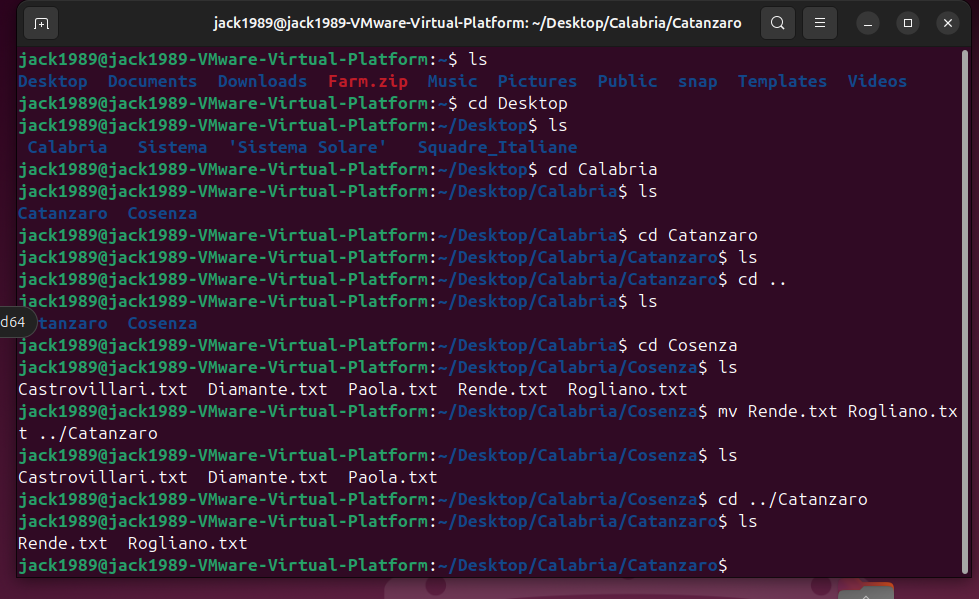 jack1989@jack1989-VMware-Virtual-Platform: ~/Desktop/Calabria/Catanzaro
jack1989@jack1989-VMware-Virtual-Platform:~$ ls
Desktop  Documents  Downloads  Farm.zip  Music  Pictures  Public  snap  Templates  Videos
jack1989@jack1989-VMware-Virtual-Platform:~$ cd Desktop
jack1989@jack1989-VMware-Virtual-Platform:~/Desktop$ ls
 Calabria   Sistema  'Sistema Solare'   Squadre_Italiane
jack1989@jack1989-VMware-Virtual-Platform:~/Desktop$ cd Calabria
jack1989@jack1989-VMware-Virtual-Platform:~/Desktop/Calabria$ ls
Catanzaro  Cosenza
jack1989@jack1989-VMware-Virtual-Platform:~/Desktop/Calabria$ cd Catanzaro
jack1989@jack1989-VMware-Virtual-Platform:~/Desktop/Calabria/Catanzaro$ ls
jack1989@jack1989-VMware-Virtual-Platform:~/Desktop/Calabria/Catanzaro$ cd ..
jack1989@jack1989-VMware-Virtual-Platform:~/Desktop/Calabria$ ls
d64 tanzaro  Cosenza
jack1989@jack1989-VMware-Virtual-Platform:~/Desktop/Calabria$ cd Cosenza
jack1989@jack1989-VMware-Virtual-Platform:~/Desktop/Calabria/Cosenza$ ls
Castrovillari.txt  Diamante.txt  Paola.txt  Rende.txt  Rogliano.txt
jack1989@jack1989-VMware-Virtual-Platform:~/Desktop/Calabria/Cosenza$ mv Rende.txt Rogliano.tx
t ../Catanzaro
jack1989@jack1989-VMware-Virtual-Platform:~/Desktop/Calabria/Cosenza$ ls
Castrovillari.txt  Diamante.txt  Paola.txt
jack1989@jack1989-VMware-Virtual-Platform:~/Desktop/Calabria/Cosenza$ cd ../Catanzaro
jack1989@jack1989-VMware-Virtual-Platform:~/Desktop/Calabria/Catanzaro$ ls
Rende.txt  Rogliano.txt
jack1989@jack1989-VMware-Virtual-Platform:~/Desktop/Calabria/Catanzaro$